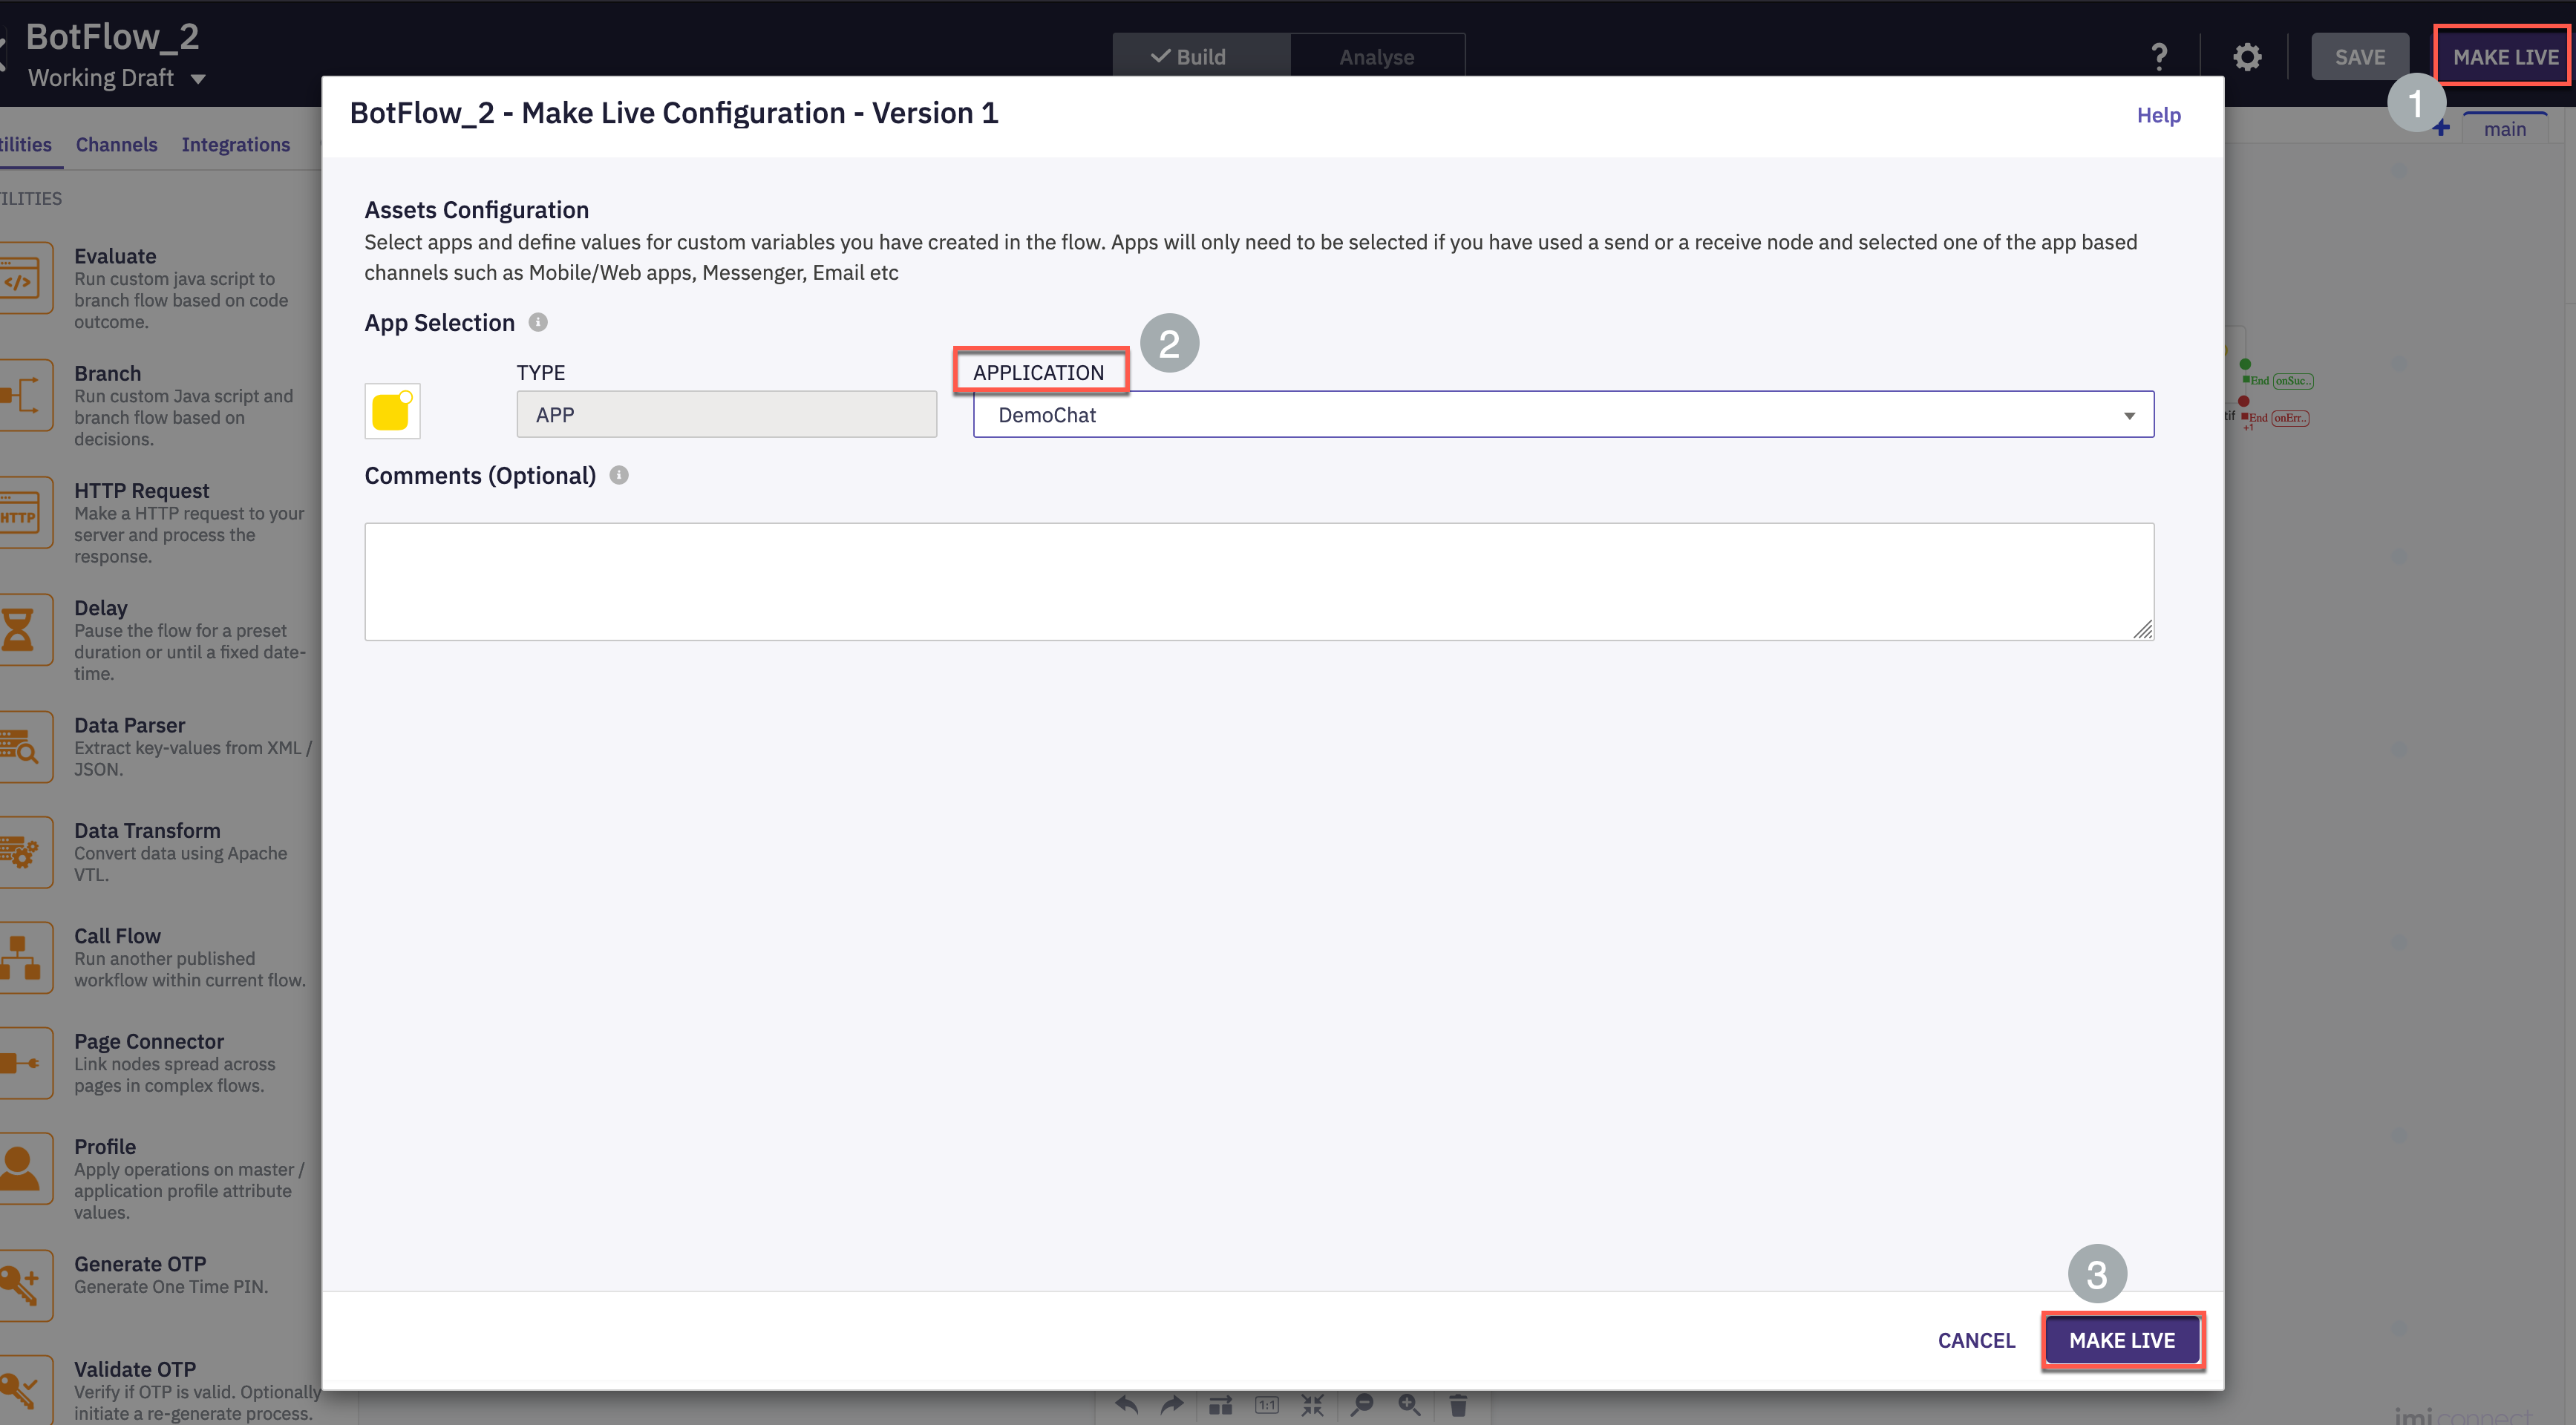 BotFlow_2
Working Draft
Build
Analyse
?
SAVE
MAKE LIVE
1
main
BotFlow_2 - Make Live Configuration - Version 1
Help
Channels
Integrations
Assets Configuration
Select apps and define values for custom variables you have created in the flow. Apps will only need to be selected if you have used a send or a receive node and selected one of the app based
channels such as Mobile/Web apps, Messenger, Email etc
App Selection
2
TYPE
APPLICATION
APP
DemoChat
Comments (Optional)
Evaluate
Run custom java script to
branch flow based on code
outcome.
Branch
Run custom Java script and
branch flow based on
decisions.
HTTP
HTTP Request
Make a HTTP request to your
server and process the
response.
Delay
Pause the flow for a preset
duration or until a fixed date-
time.
Data Parser
Extract key-values from XML /
JSON.
Data Transform
Convert data using Apache
VTL.
Call Flow
Run another published
workflow within current flow.
Page Connector
Link nodes spread across
pages in complex flows.
Profile
Apply operations on master /
application profile attribute
values.
Generate OTP
Generate One Time PIN.
Validate OTP
Verify if OTP is valid. Optionally
initiate a re-generate process.
End onSuc..
End onErr..
+1
3
CANCEL
MAKE LIVE
1:1
imiconnect